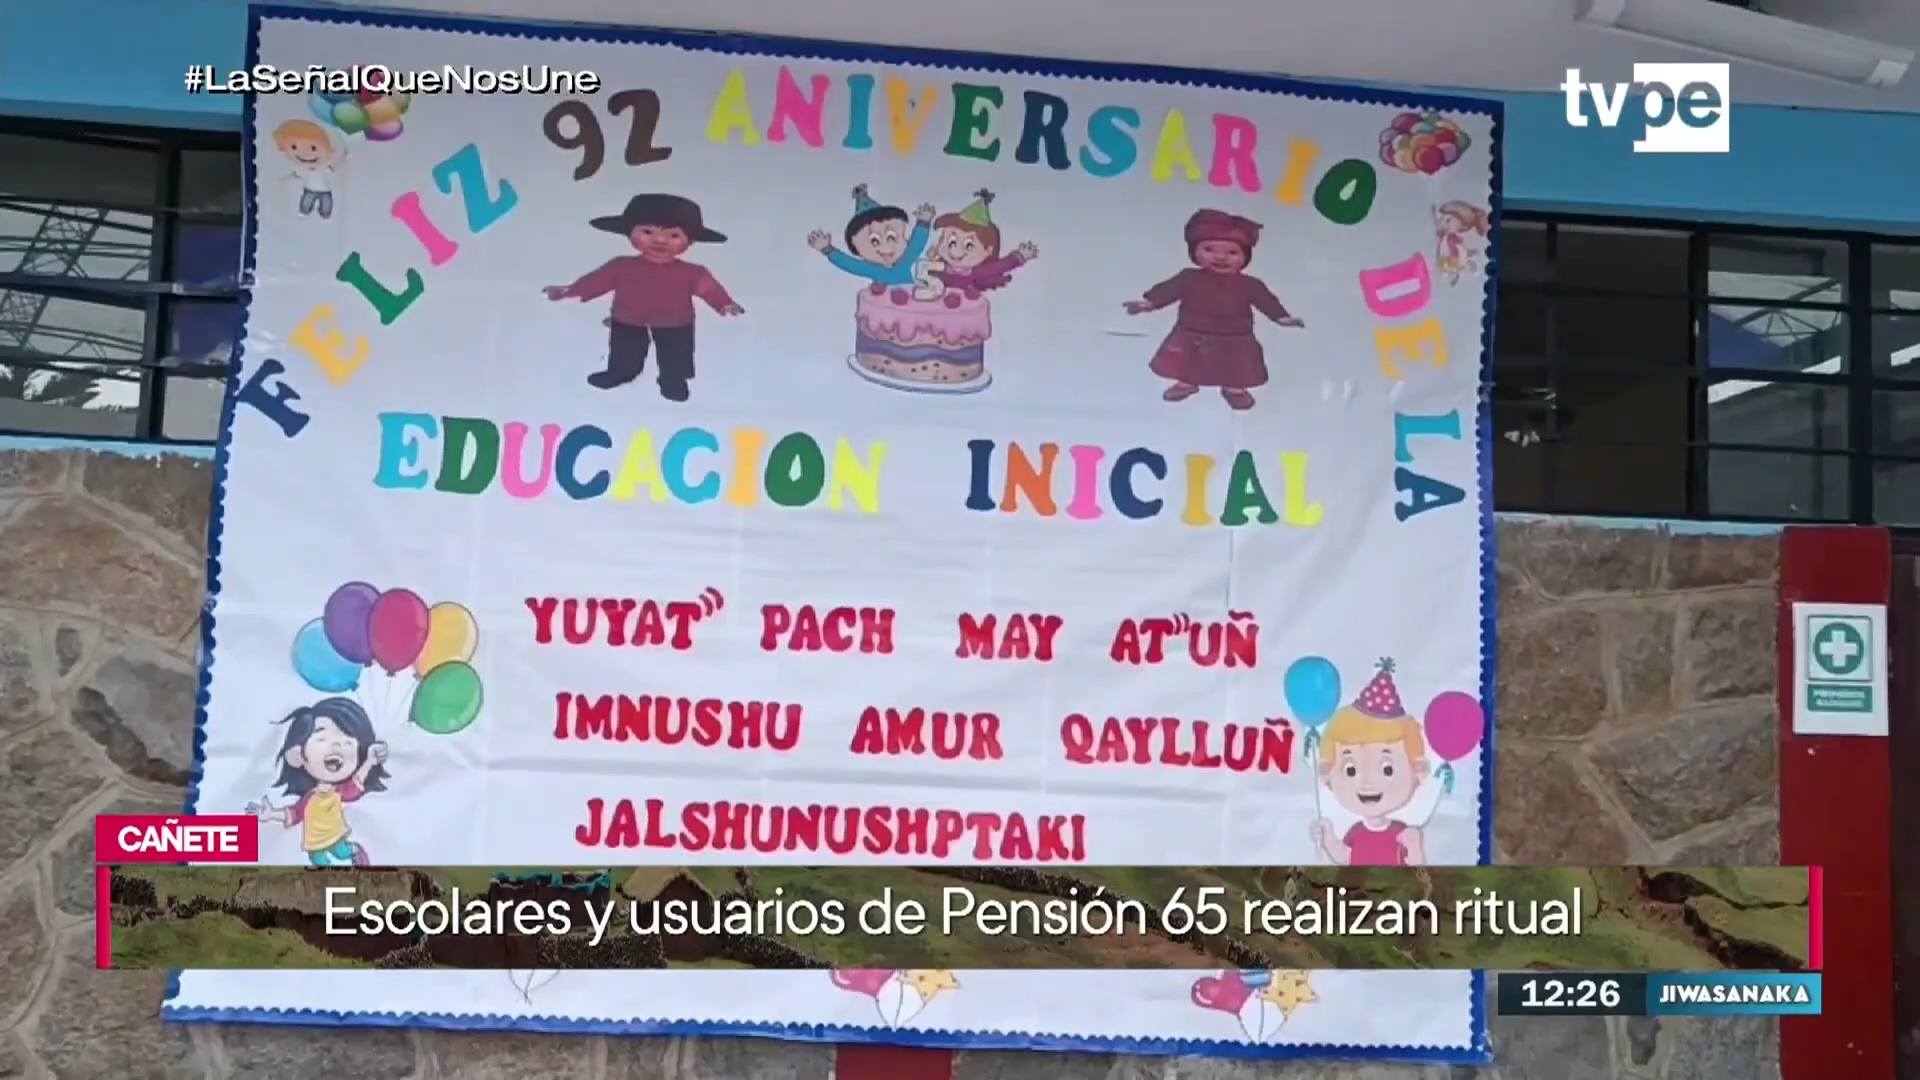 #LaSeñalQueNosUne
tvpe
FELIZ 92 ANIVERSARIO DE LA
5
EDUCACION INICIAL
YUYAT" PACH MAY AT"UÑ
IMNUSHU AMUR QAYLLUÑ
JALSHUNUSHPTAKI
CAÑETE
Escolares y usuarios de Pensión 65 realizan ritual
12:26 JIWASANAKA